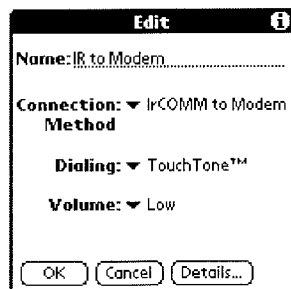 Edit
Name: IR to Modem
Connection: IrCOMM to Modem
Method
Dialing: TouchTone™
Volume: Low
OK Cancel Details...